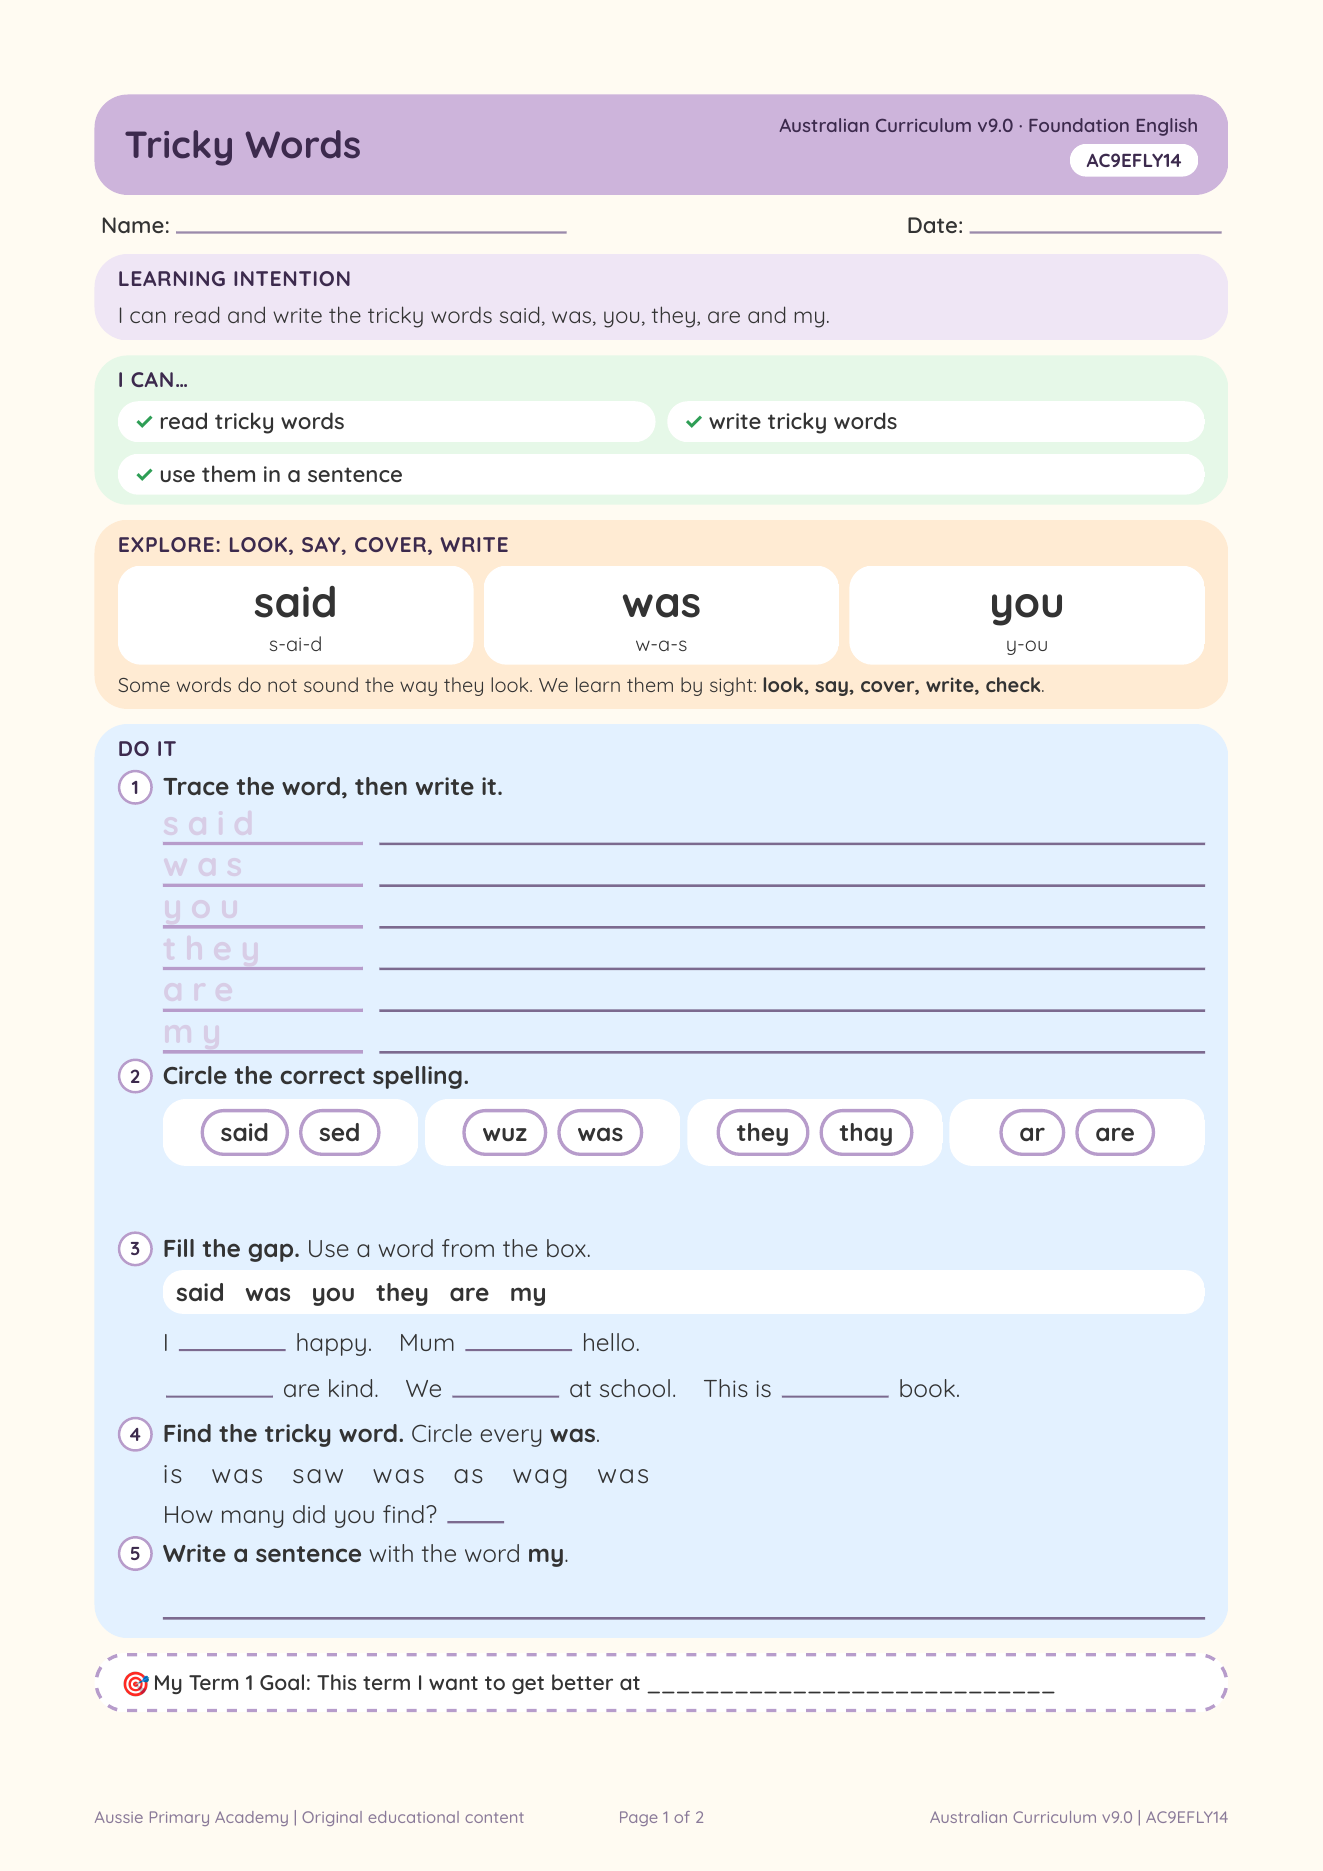 Tricky Words
Australian Curriculum v9.0 · Foundation English
AC9EFLY14
Name: Date:
LEARNING INTENTION
I can read and write the tricky words said, was, you, they, are and my.
I CAN…
✓ read tricky words ✓ write tricky words
✓ use them in a sentence
EXPLORE: LOOK, SAY, COVER, WRITE
said was you
s-ai-d w-a-s y-ou
Some words do not sound the way they look. We learn them by sight: look, say, cover, write, check.
DO IT
1 Trace the word, then write it.
said
was
you
they
are
my
2 Circle the correct spelling.
said sed wuz was they thay ar are
3 Fill the gap. Use a word from the box.
said was you they are my
I ________ happy. Mum ________ hello.
________ are kind. We ________ at school. This is ________ book.
4 Find the tricky word. Circle every was.
is was saw was as wag was
How many did you find? ____
5 Write a sentence with the word my.
My Term 1 Goal: This term I want to get better at ____________________________
Aussie Primary Academy | Original educational content Page 1 of 2 Australian Curriculum v9.0 | AC9EFLY14